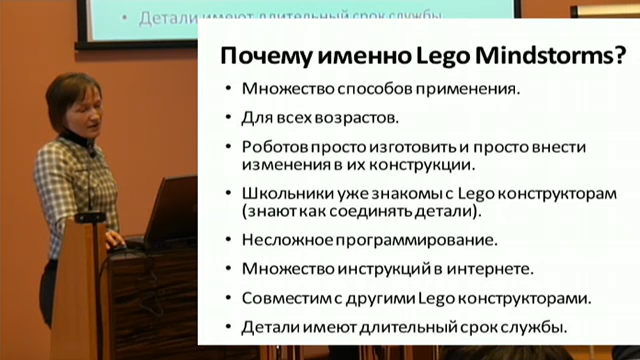 Детали имеют длительный срок службы.
Почему именно Lego Mindstorms?
• Множество способов применения.
• Для всех возрастов.
• Роботов просто изготовить и просто внести
изменения в их конструкции.
• Школьники уже знакомы с Lego конструкторам
(знают как соединять детали).
• Несложное программирование.
• Множество инструкций в интернете.
• Совместим с другими Lego конструкторами.
• Детали имеют длительный срок службы.